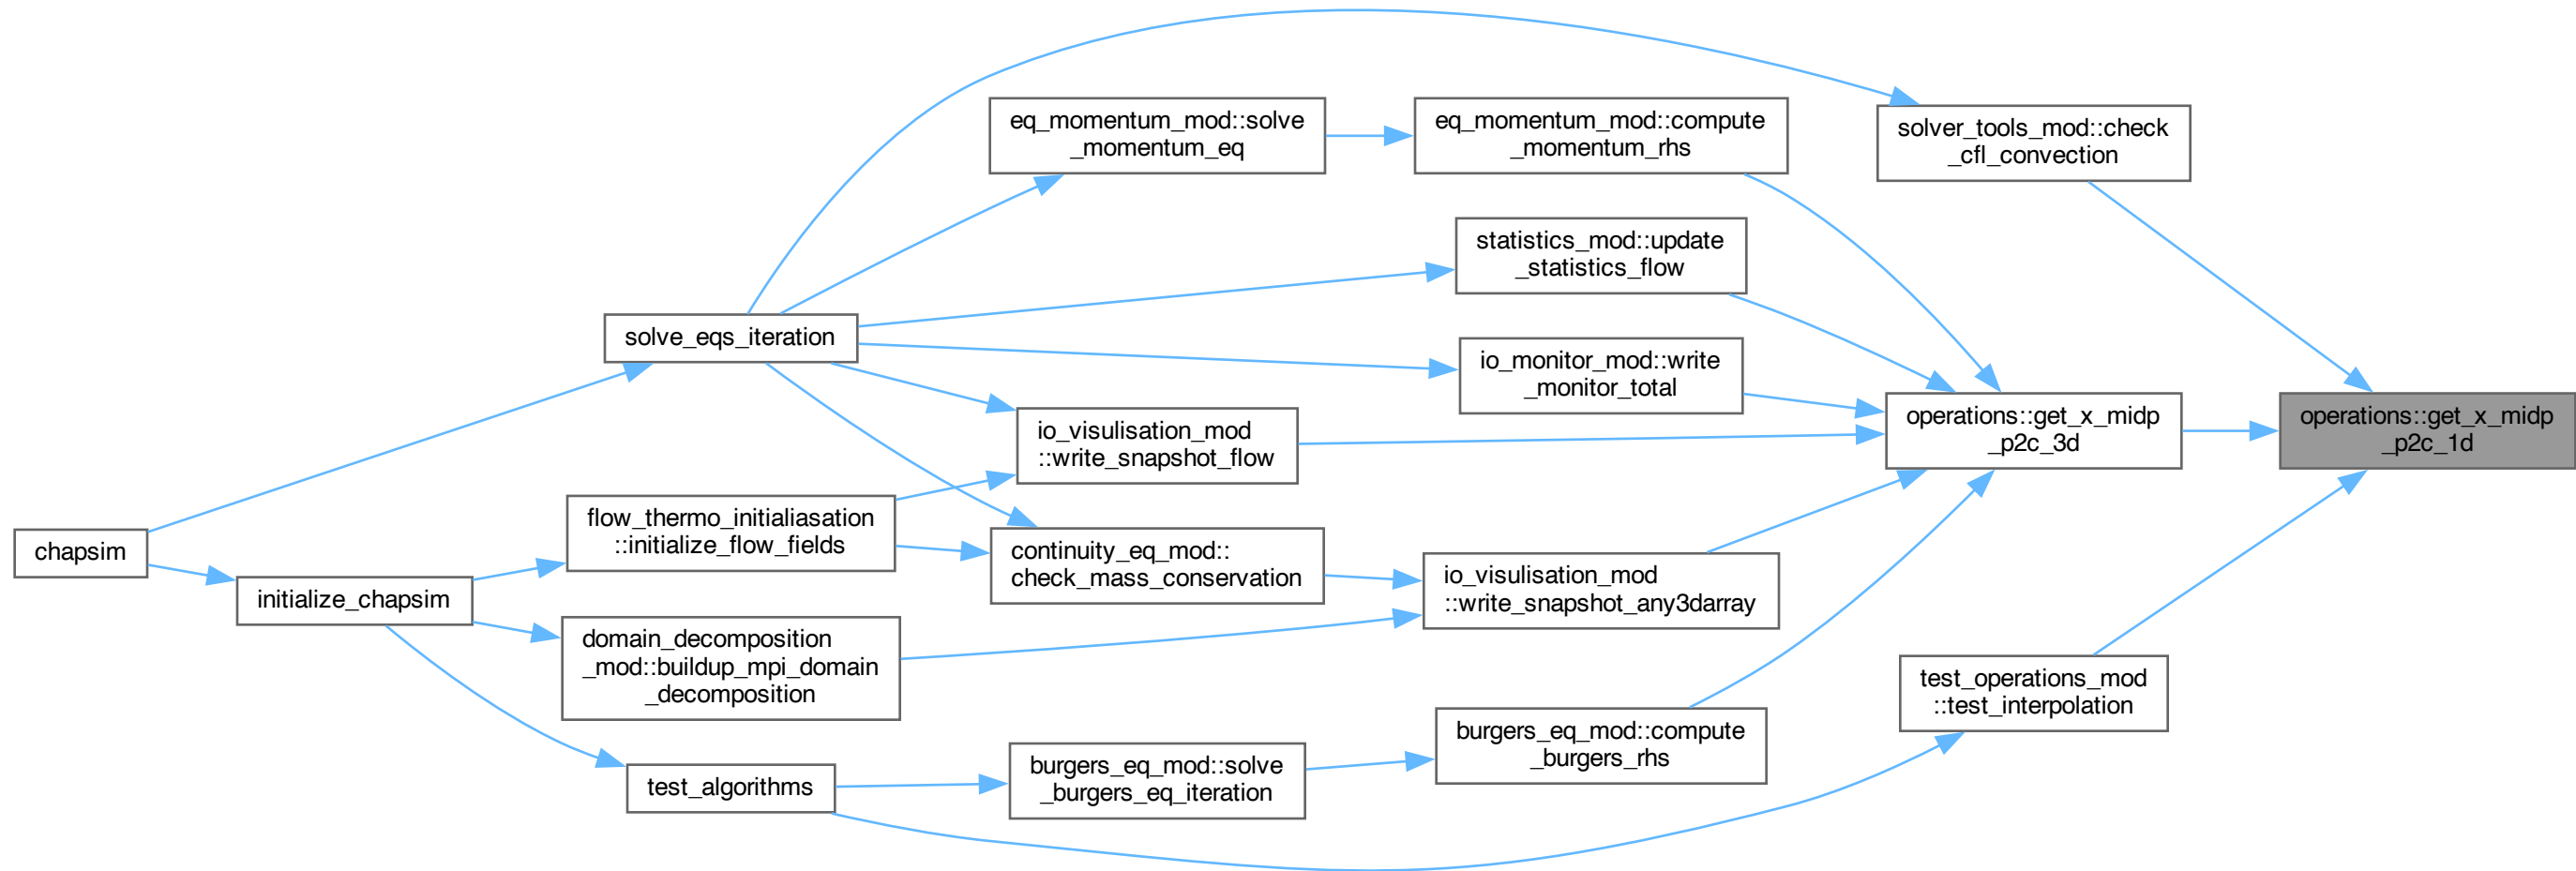 eq_momentum_mod::solve
_momentum_eq
eq_momentum_mod::compute
_momentum_rhs
solver_tools_mod::check
_cfl_convection
statistics_mod::update
_statistics_flow
solve_eqs_iteration
io_monitor_mod::write
_monitor_total
operations::get_x_midp
_p2c_3d
operations::get_x_midp
_p2c_1d
io_visulisation_mod
::write_snapshot_flow
flow_thermo_initialiasation
::initialize_flow_fields
chapsim
continuity_eq_mod::
check_mass_conservation
io_visulisation_mod
::write_snapshot_any3darray
initialize_chapsim
domain_decomposition
_mod::buildup_mpi_domain
_decomposition
test_operations_mod
::test_interpolation
burgers_eq_mod::compute
_burgers_rhs
burgers_eq_mod::solve
_burgers_eq_iteration
test_algorithms